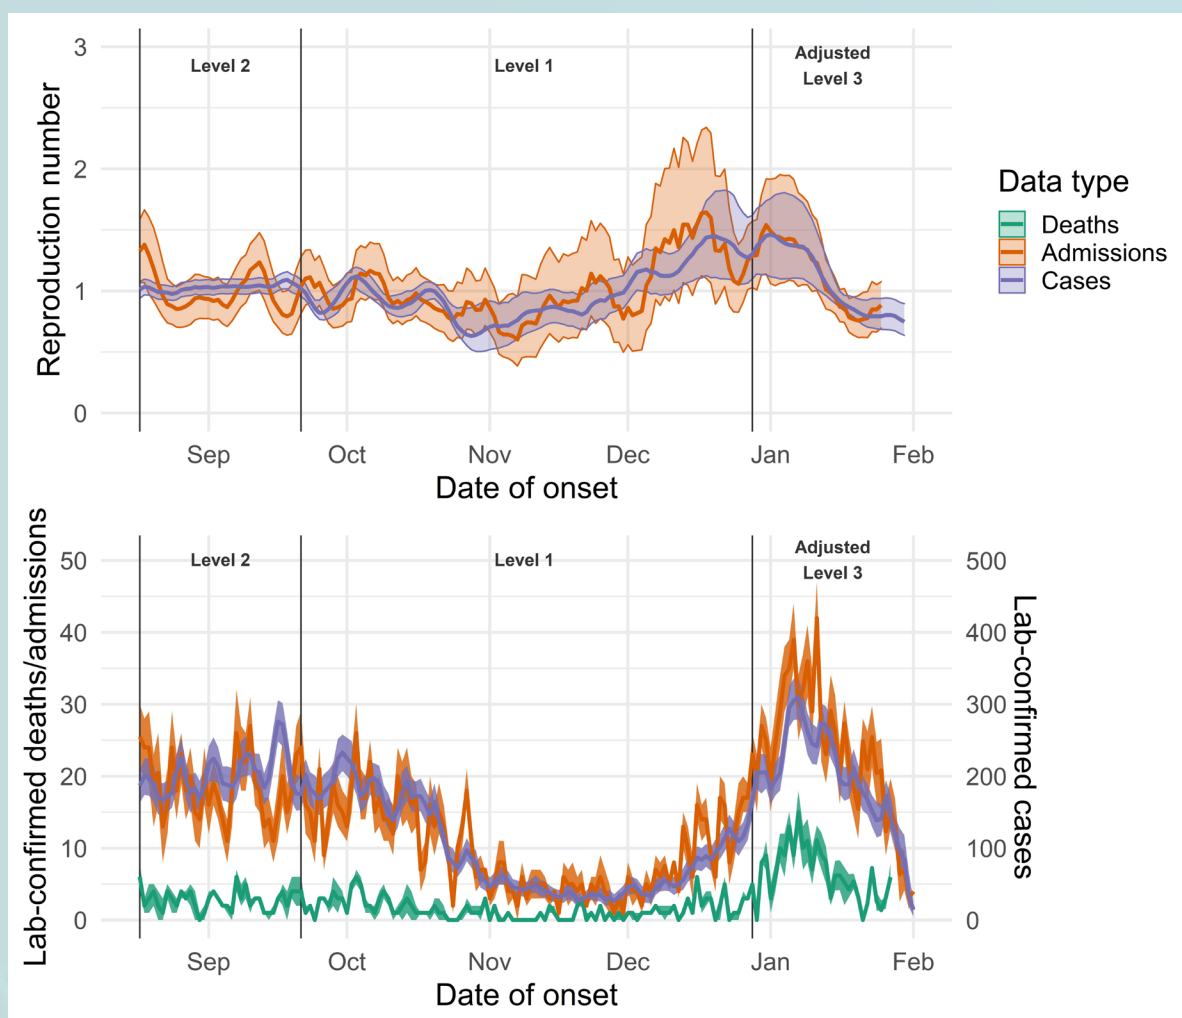 Reproduction number
3
2
1
0
Level 2
Level 1
Adjusted
Level 3
Sep
Oct
Nov
Dec
Jan
Feb
Date of onset
Data type
Deaths
Admissions
Cases
Lab-confirmed deaths/admissions
50
40
30
20
10
0
Level 2
Level 1
Adjusted
Level 3
500
400
300
200
100
0
Lab-confirmed cases
Sep
Oct
Nov
Dec
Jan
Feb
Date of onset